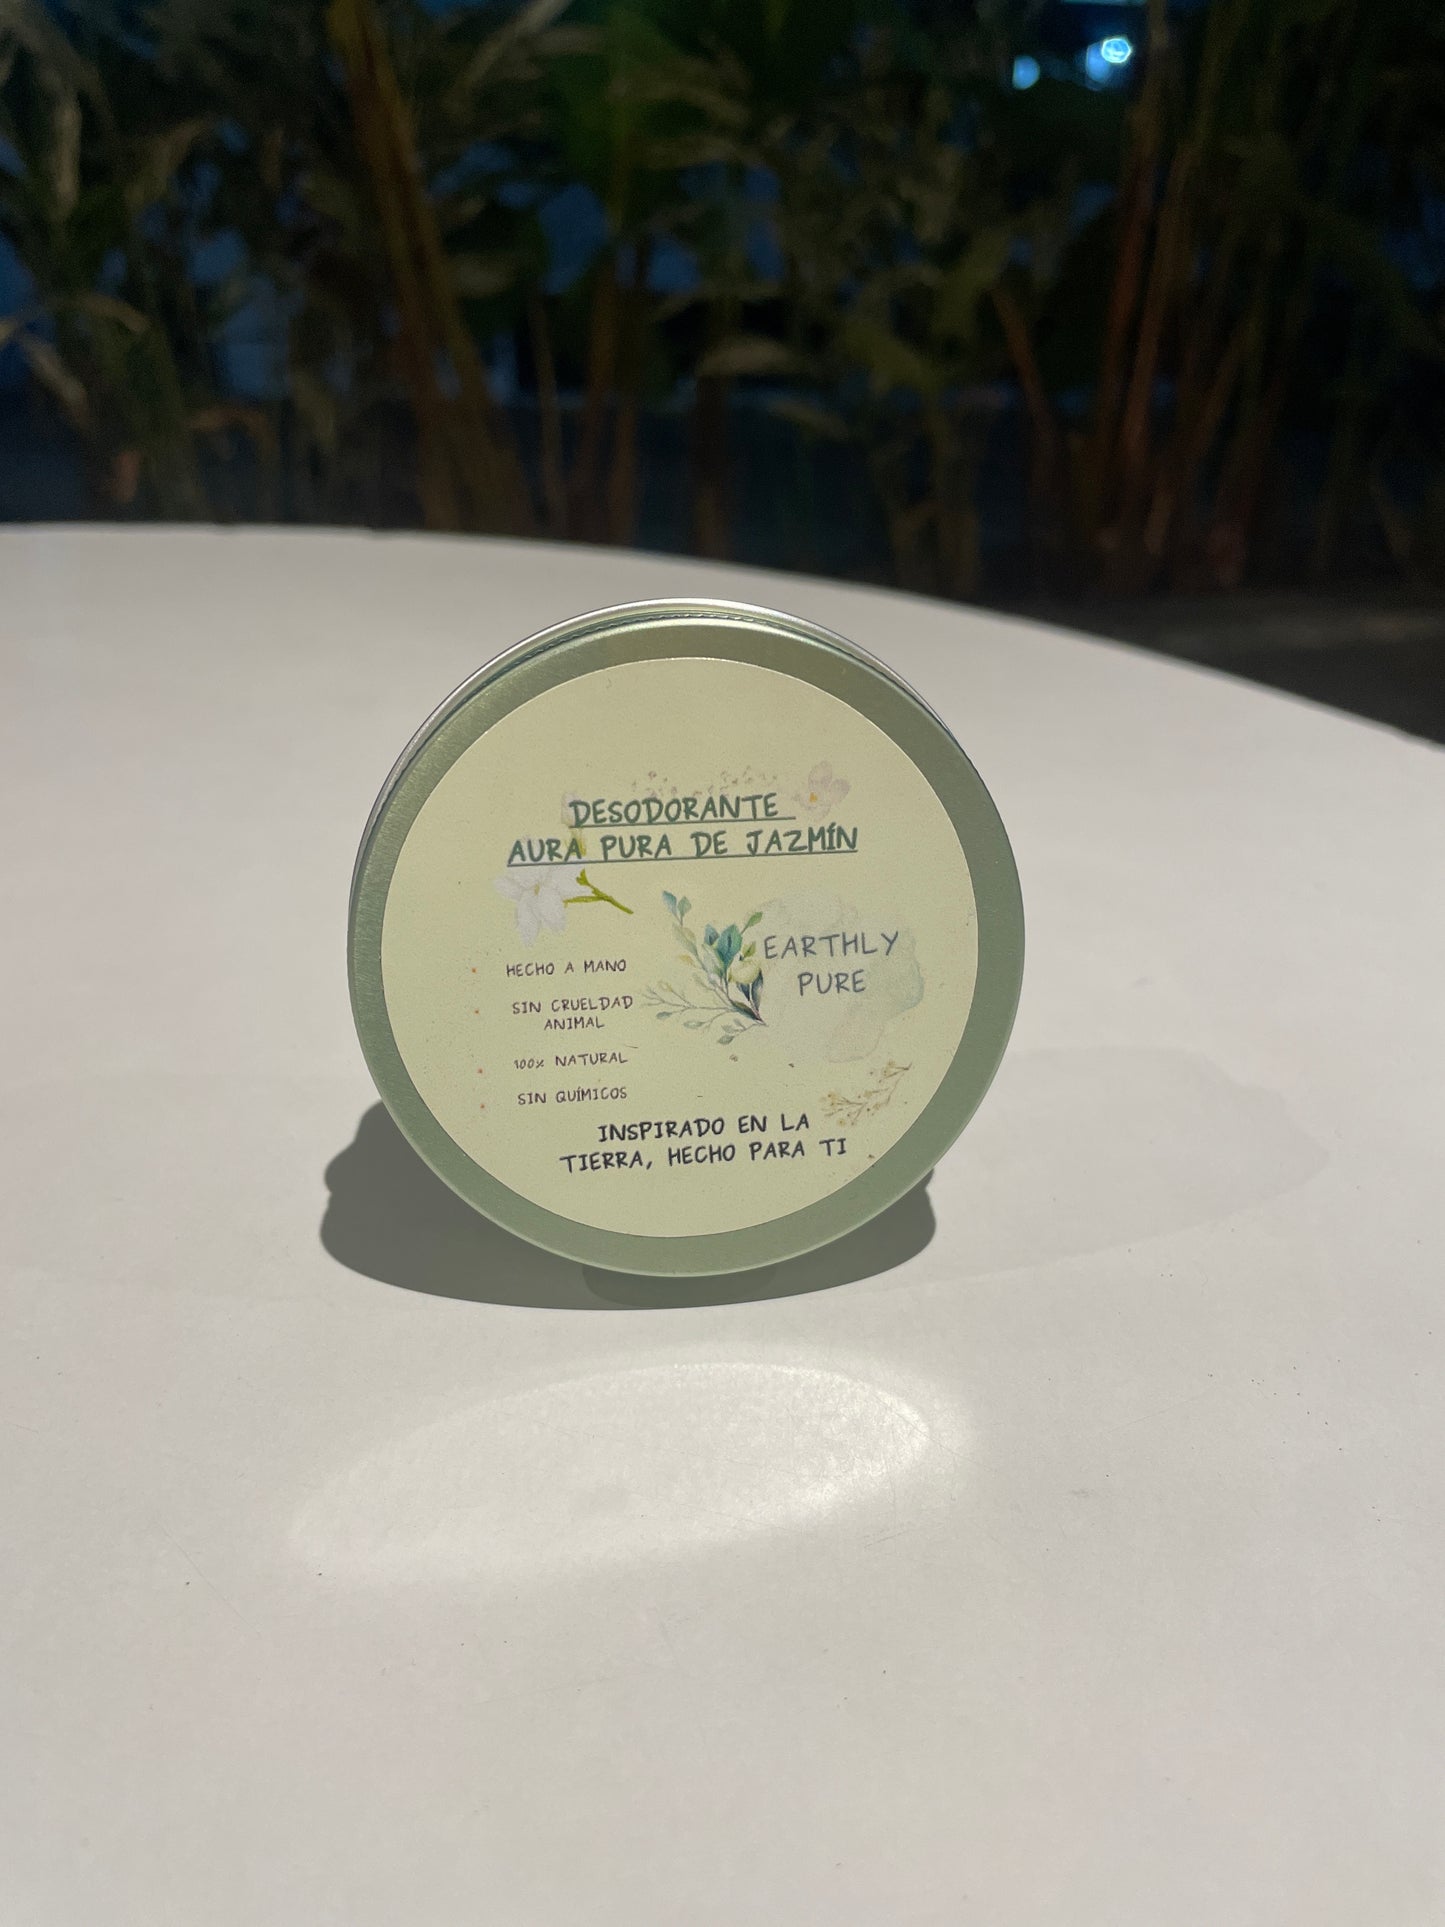 DESODORANTE
AURA PURA DE JAZMÍN
EARTHLY
PURE
HECHO A MANO
SIN CRUELDAD
ANIMAL
100% NATURAL
SIN QUÍMICOS
INSPIRADO EN LA
TIERRA, HECHO PARA TI